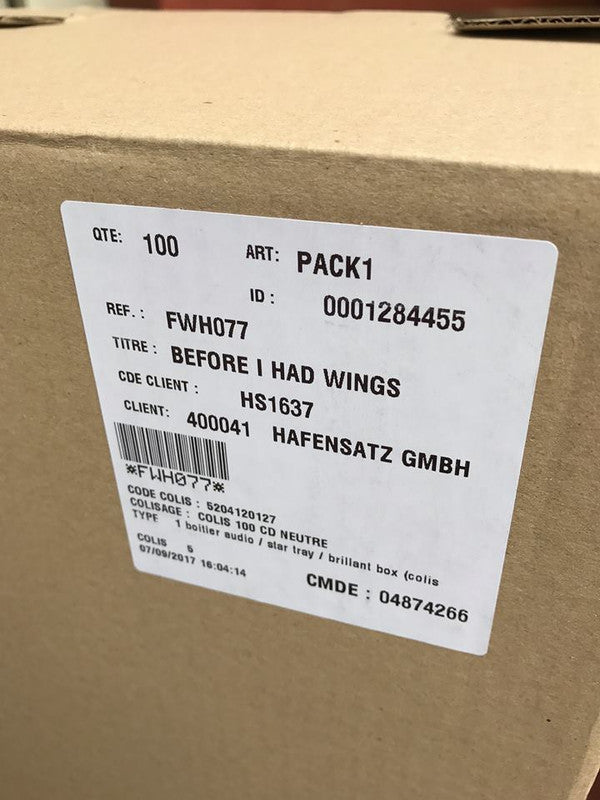 QTE: 100 ART: PACK1
ID : 0001284455
REF. : FWH077
TITRE : BEFORE I HAD WINGS
CDE CLIENT : HS1637
CLIENT: 400041 HAFENSATZ GMBH
*FWH077*
CODE COLIS : 5204120127
COLISAGE : COLIS 100 CD NEUTRE
TYPE 1 boitier audio / star tray / brillant box (colis
COLIS 5
07/09/2017 16:04:14 CMDE : 04874266